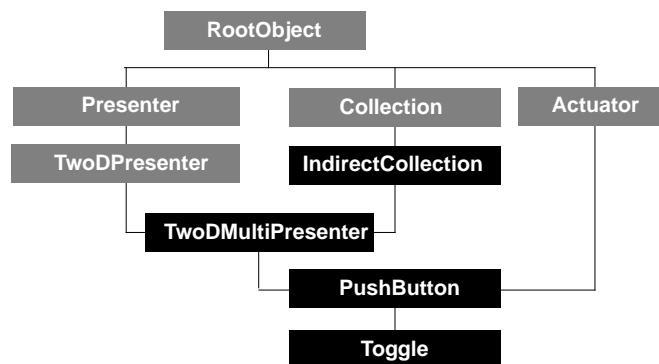 RootObject
Presenter
Collection
Actuator
TwoDPresenter
IndirectCollection
TwoDMultiPresenter
PushButton
Toggle